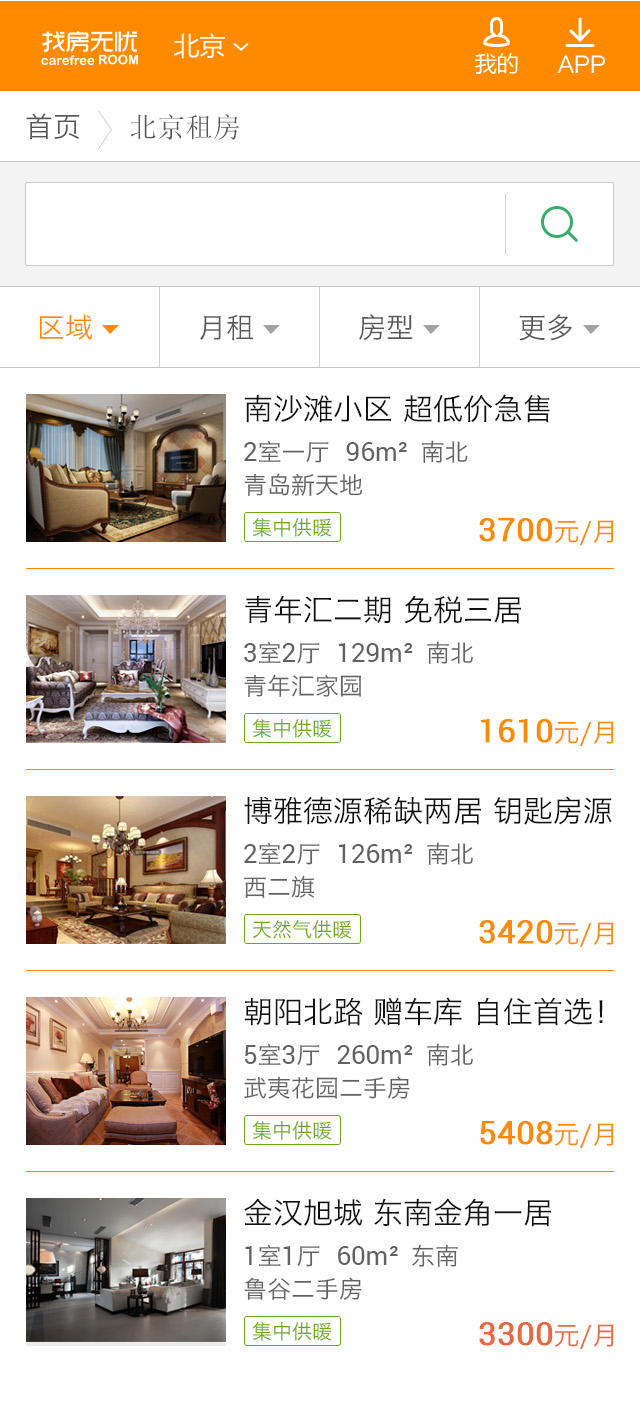 找房无忧
carefree ROOM
北京
我的
APP
首页
北京租房
区域
月租
房型
更多
南沙滩小区 超低价急售
2室一厅 96m² 南北
青岛新天地
集中供暖
3700元/月
青年汇二期 免税三居
3室2厅 129m² 南北
青年汇家园
集中供暖
1610元/月
博雅德源稀缺两居 钥匙房源
2室2厅 126m² 南北
西二旗
天然气供暖
3420元/月
朝阳北路 赠车库 自住首选！
5室3厅 260m² 南北
武夷花园二手房
集中供暖
5408元/月
金汉旭城 东南金角一居
1室1厅 60m² 东南
鲁谷二手房
集中供暖
3300元/月